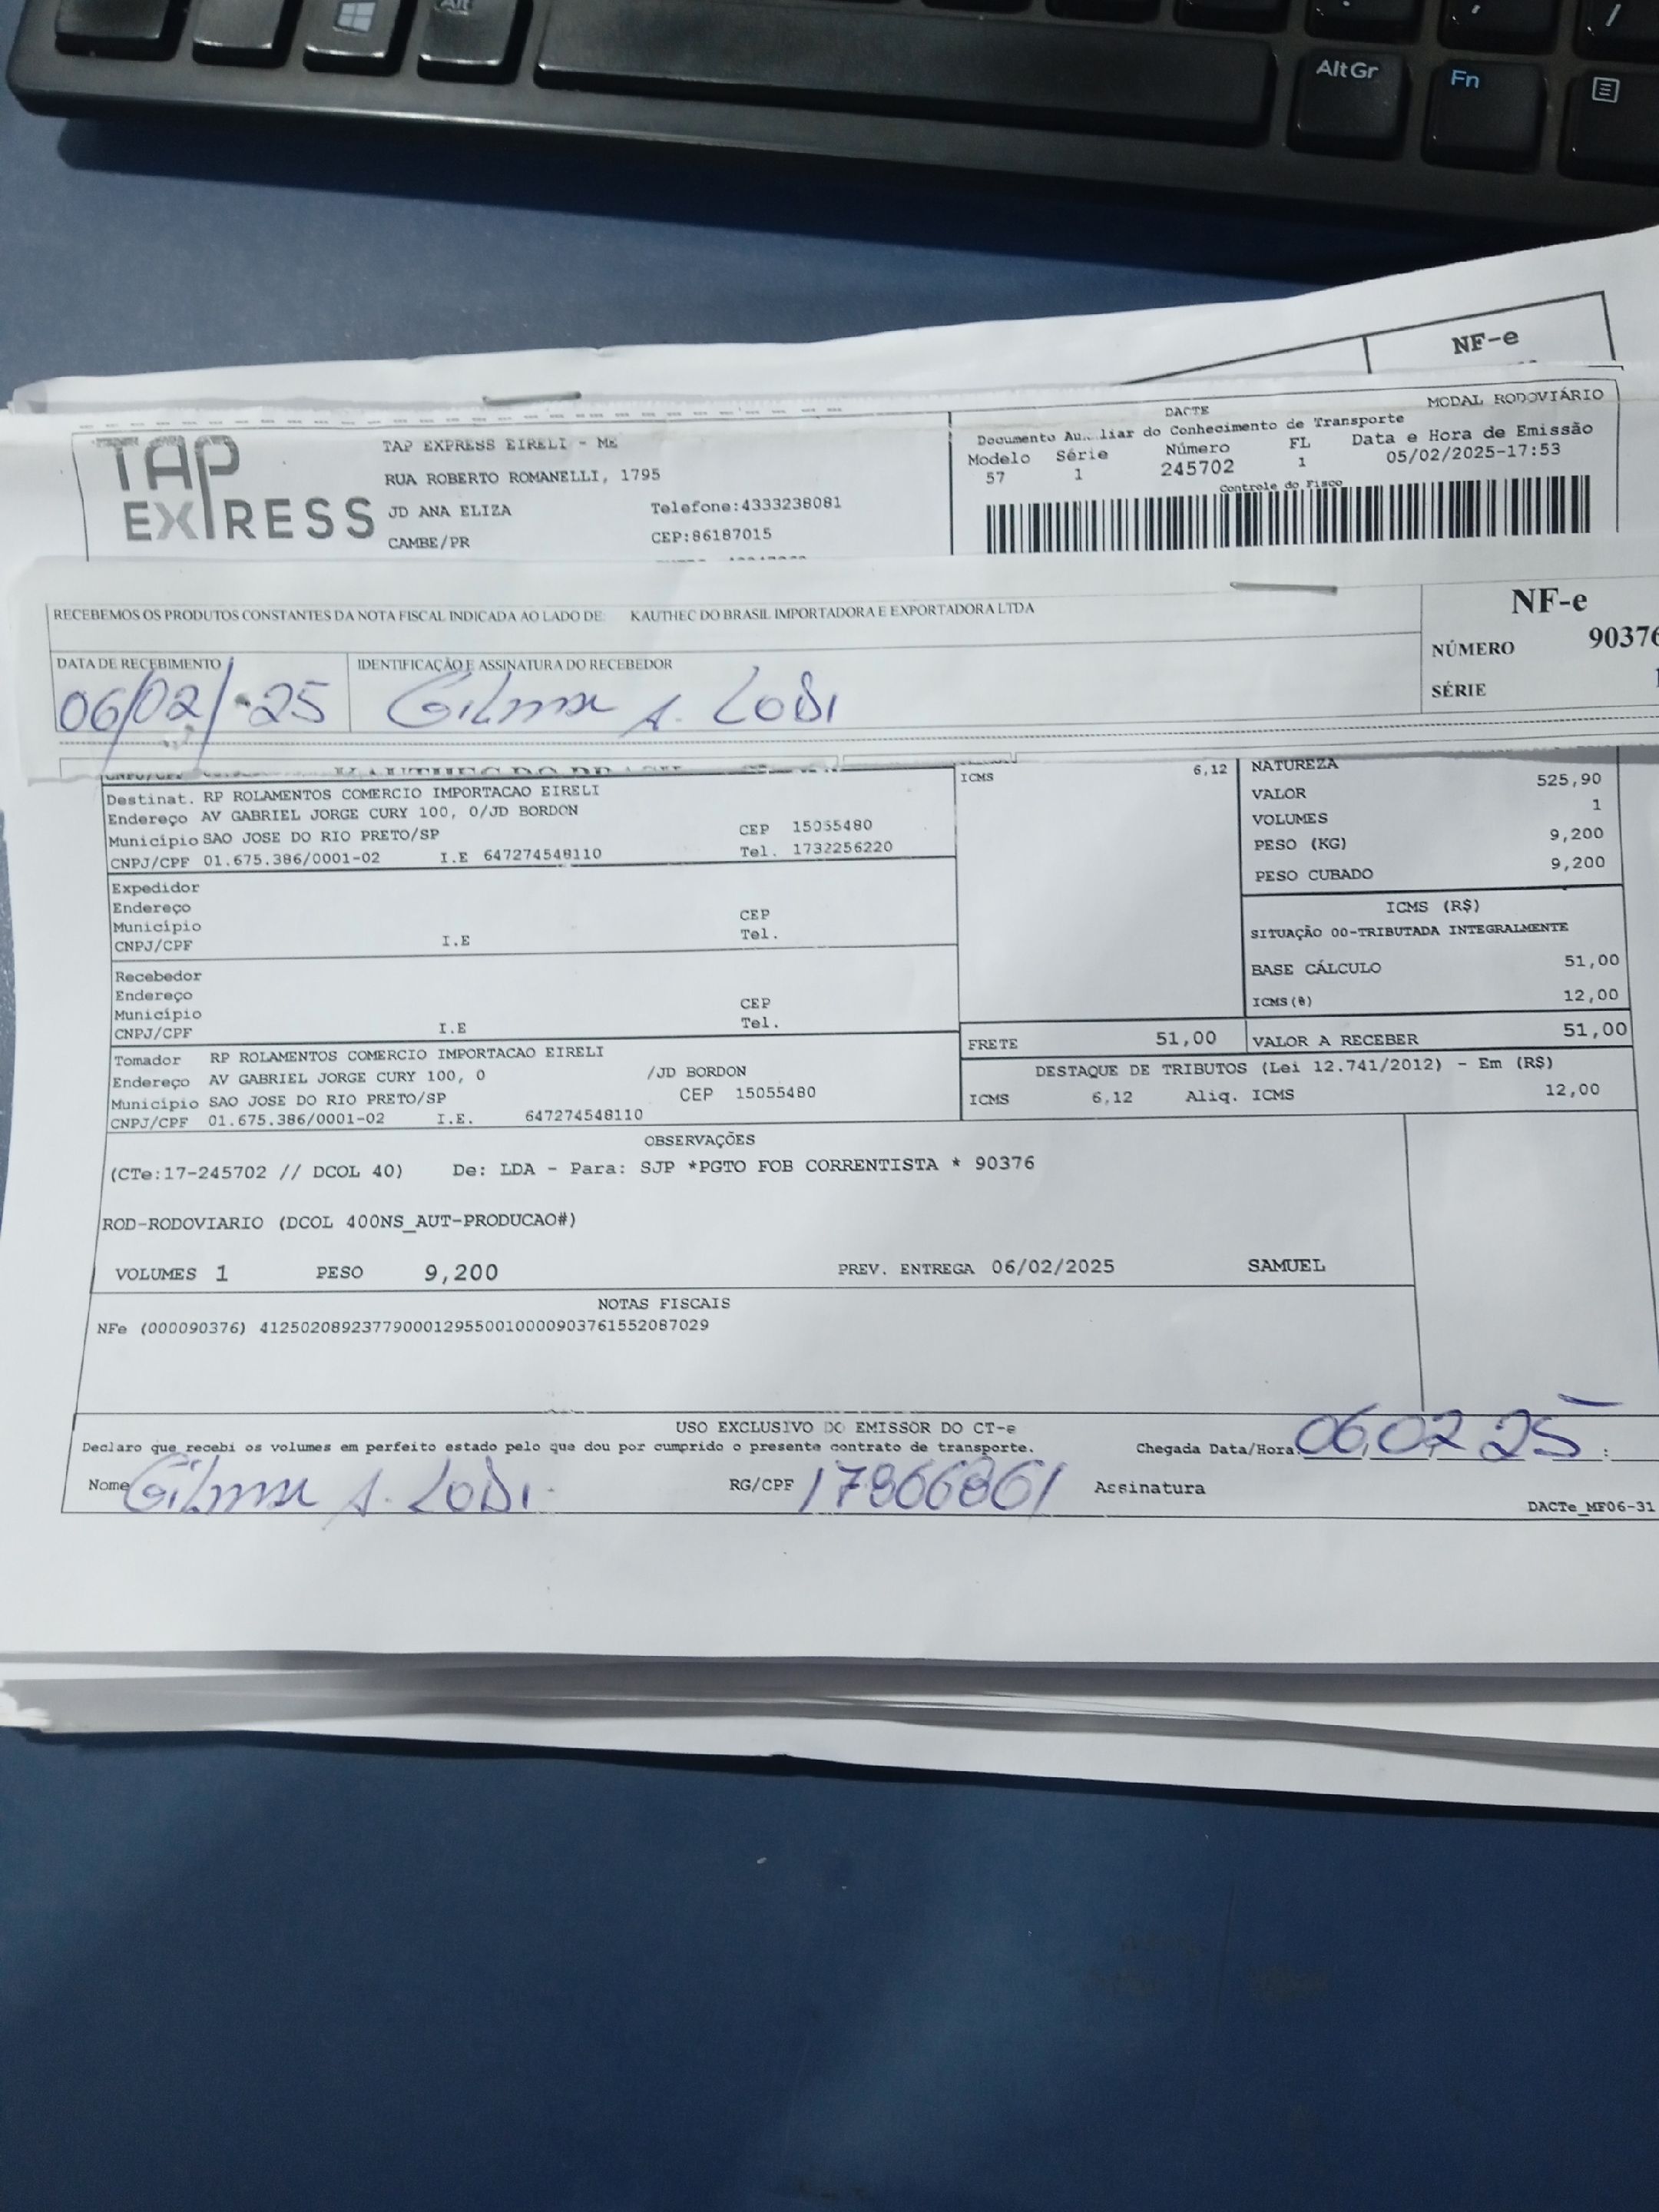 Alt
AltGr
Fn
NF-e
TAP EXPRESS
TAP EXPRESS EIRELI - ME
RUA ROBERTO ROMANELLI, 1795
JD ANA ELIZA Telefone:4333238081
CAMBE/PR CEP:86187015
DACTE MODAL RODOVIÁRIO
Documento Auxiliar do Conhecimento de Transporte
Modelo Série Número FL Data e Hora de Emissão
57 1 245702 1 05/02/2025-17:53
Controle do Fisco
RECEBEMOS OS PRODUTOS CONSTANTES DA NOTA FISCAL INDICADA AO LADO DE: KAUTHEC DO BRASIL IMPORTADORA E EXPORTADORA LTDA
NF-e
NÚMERO 90376
SÉRIE
DATA DE RECEBIMENTO IDENTIFICAÇÃO E ASSINATURA DO RECEBEDOR
06/02/-25 Gilmar A. LODI
Destinat. RP ROLAMENTOS COMERCIO IMPORTACAO EIRELI
Endereço AV GABRIEL JORGE CURY 100, 0/JD BORDON
Município SAO JOSE DO RIO PRETO/SP CEP 15055480
CNPJ/CPF 01.675.386/0001-02 I.E 647274548110 Tel. 1732256220
Expedidor
Endereço
Município CEP
CNPJ/CPF I.E Tel.
Recebedor
Endereço
Município CEP
CNPJ/CPF I.E Tel.
Tomador RP ROLAMENTOS COMERCIO IMPORTACAO EIRELI
Endereço AV GABRIEL JORGE CURY 100, 0 /JD BORDON
Município SAO JOSE DO RIO PRETO/SP CEP 15055480
CNPJ/CPF 01.675.386/0001-02 I.E. 647274548110
ICMS 6,12
NATUREZA
VALOR 525,90
VOLUMES 1
PESO (KG) 9,200
PESO CUBADO 9,200
ICMS (R$)
SITUAÇÃO 00-TRIBUTADA INTEGRALMENTE
BASE CÁLCULO 51,00
ICMS(%) 12,00
FRETE 51,00 VALOR A RECEBER 51,00
DESTAQUE DE TRIBUTOS (Lei 12.741/2012) - Em (R$)
ICMS 6,12 Aliq. ICMS 12,00
OBSERVAÇÕES
(CTe:17-245702 // DCOL 40) De: LDA - Para: SJP *PGTO FOB CORRENTISTA * 90376
ROD-RODOVIARIO (DCOL 400NS_AUT-PRODUCAO#)
VOLUMES 1 PESO 9,200 PREV. ENTREGA 06/02/2025 SAMUEL
NOTAS FISCAIS
NFe (000090376) 41250208923779000129550010000903761552087029
USO EXCLUSIVO DO EMISSOR DO CT-e
Declaro que recebi os volumes em perfeito estado pelo que dou por cumprido o presente contrato de transporte. Chegada Data/Hora: 06,02 25 :
Nome Gilmar A. LODI. RG/CPF 17866861 Assinatura
DACTe_MF06-31